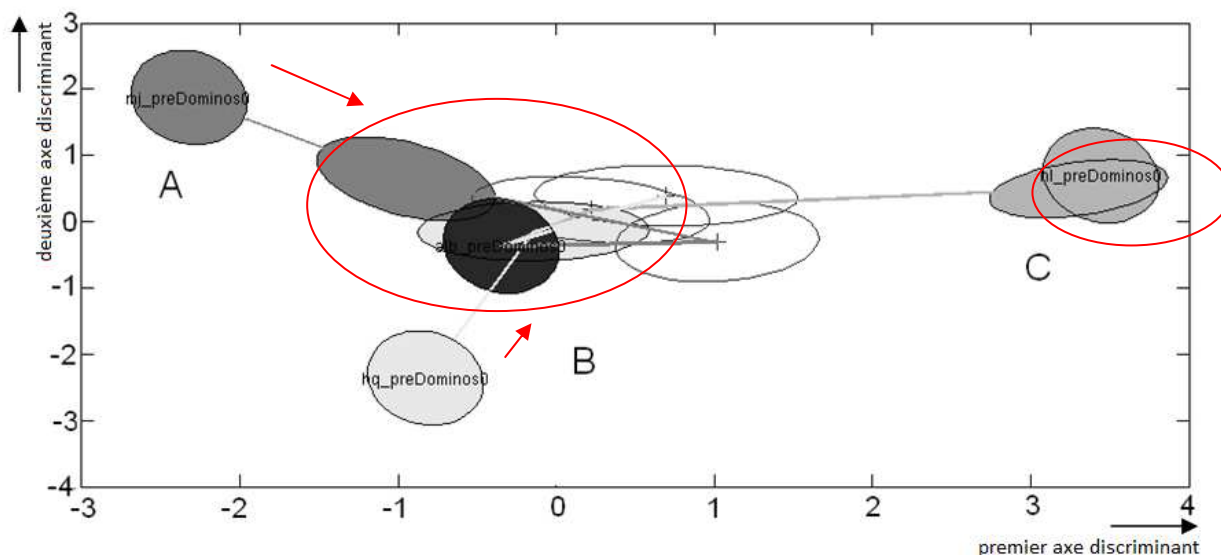 deuxième axe discriminant
3
2
1
0
-1
-2
-3
-4
mj_preDominos0
A
alb_preDominos0
B
hq_preDominos0
C
nl_preDominos0
-3
-2
-1
0
1
2
3
4
premier axe discriminant